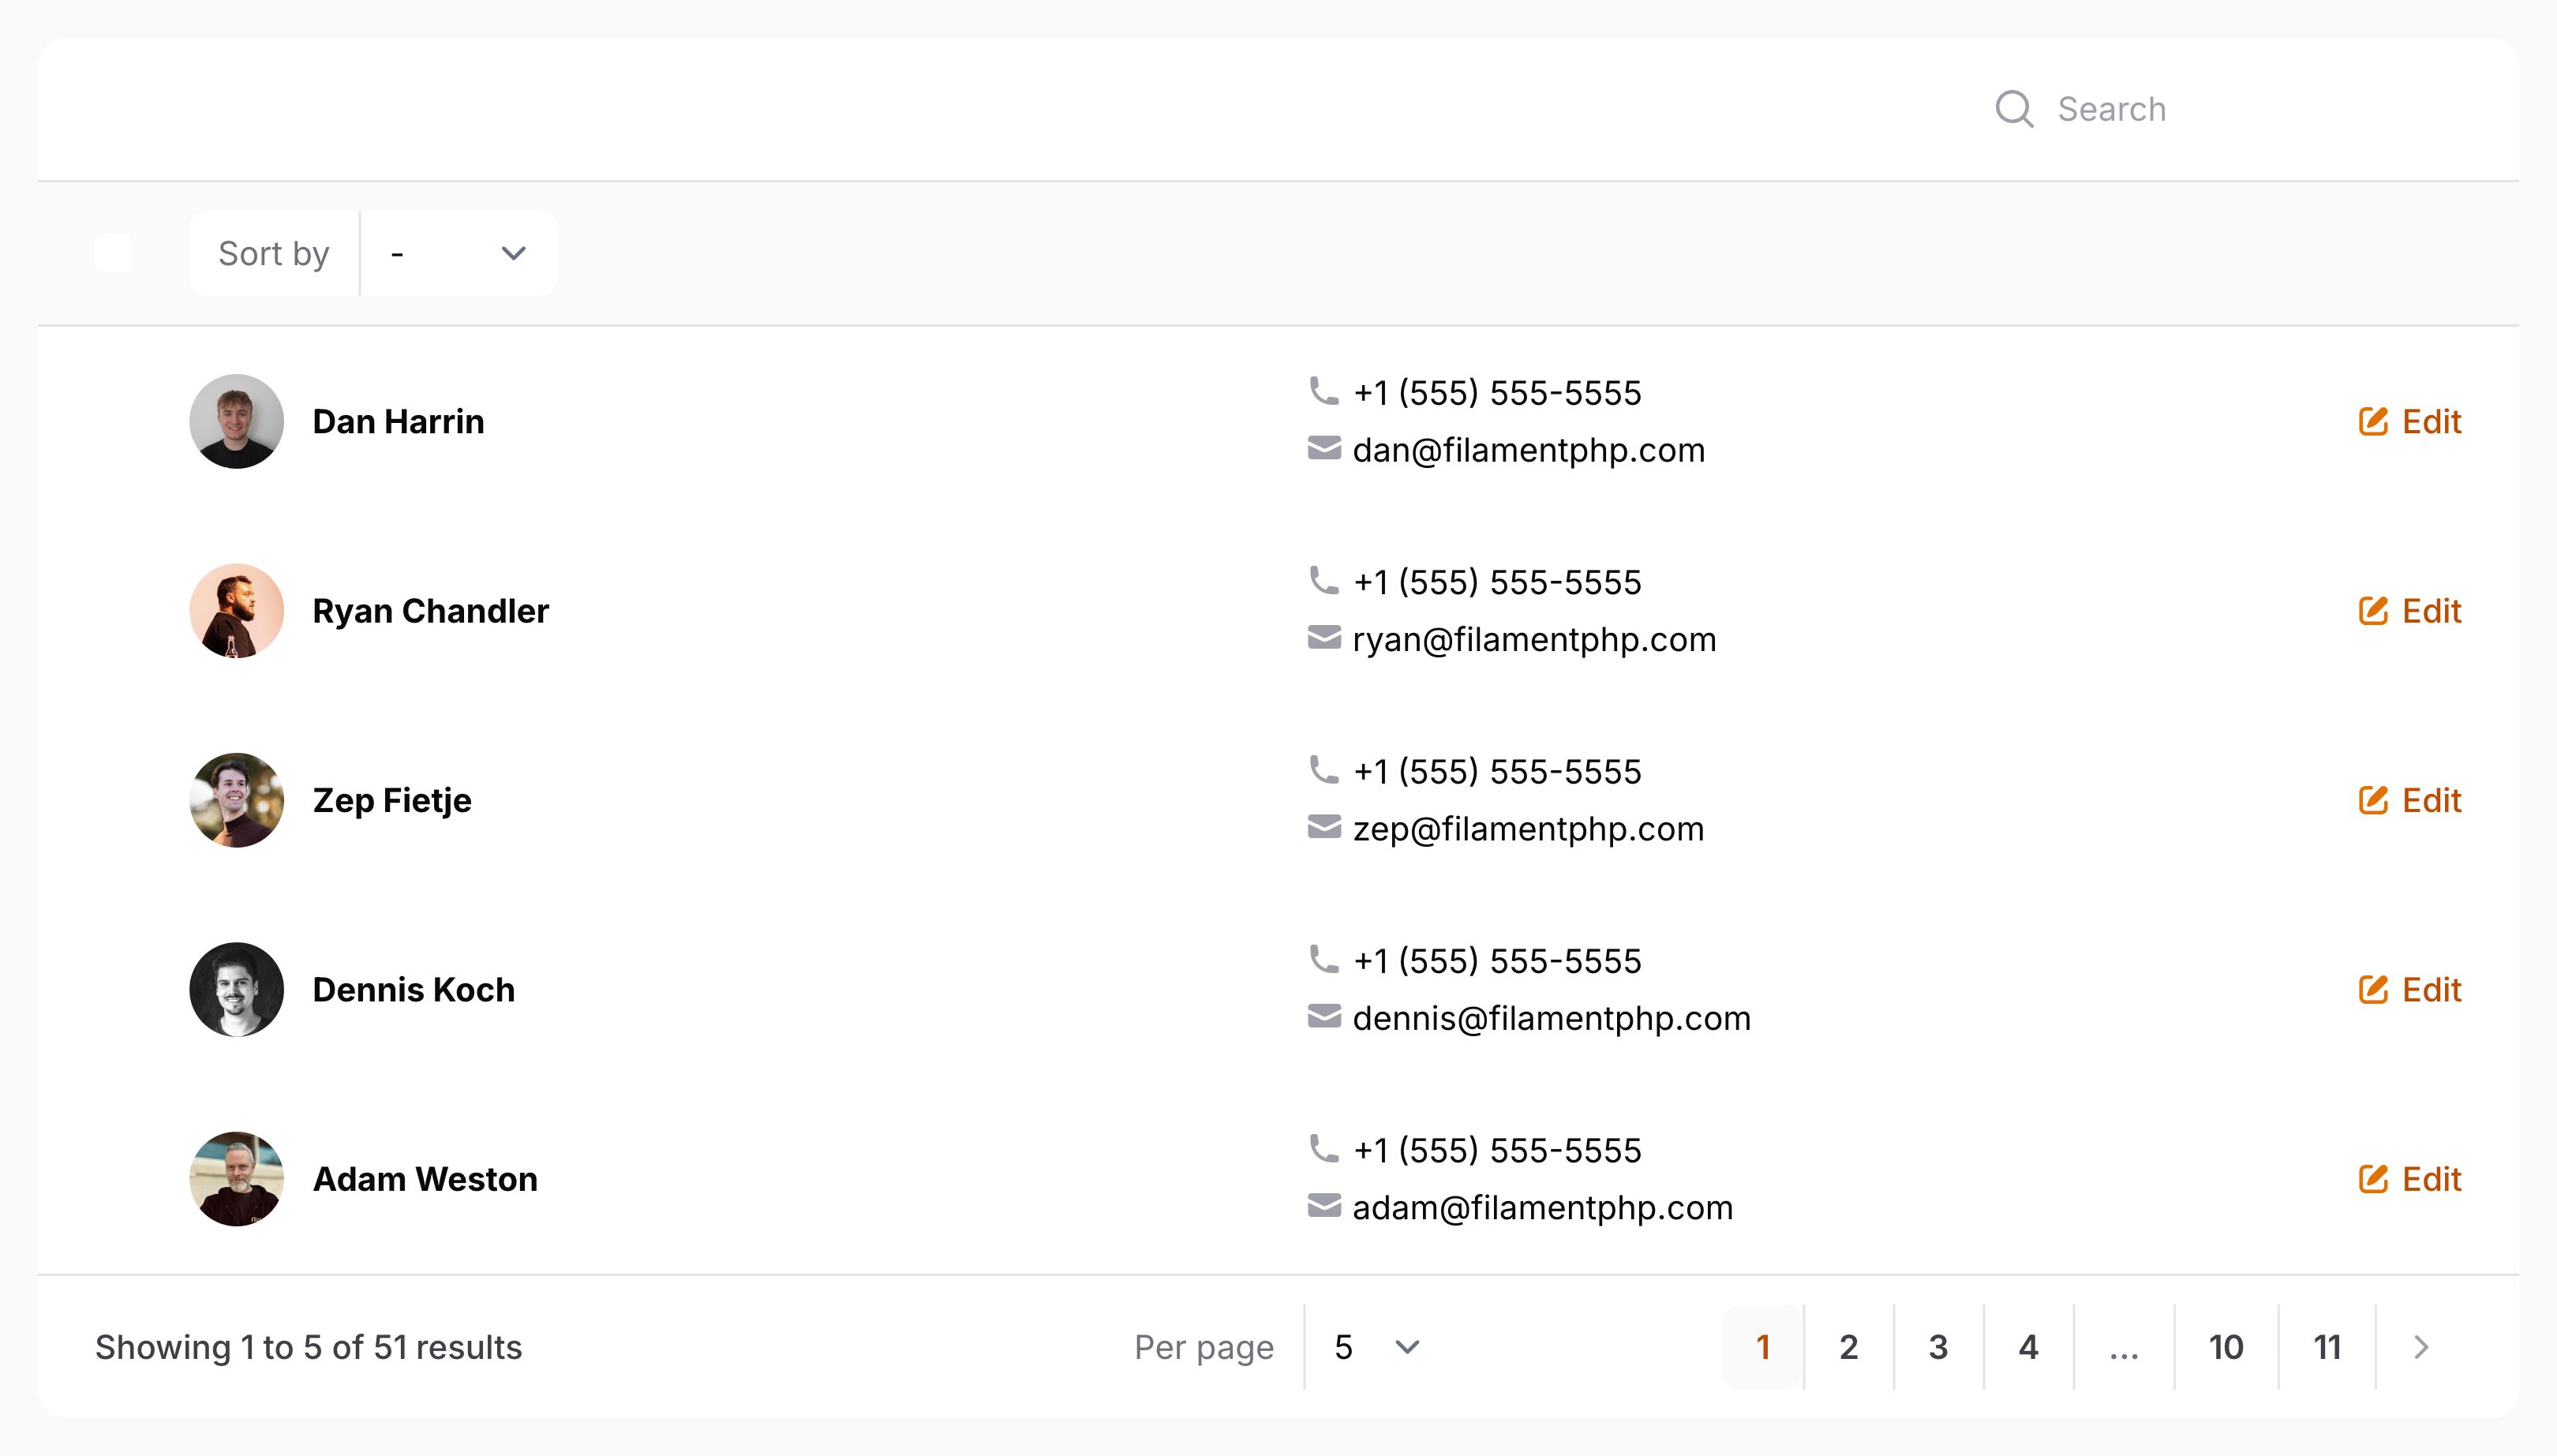 Search
Sort by -
Dan Harrin
+1 (555) 555-5555
dan@filamentphp.com
Edit
Ryan Chandler
+1 (555) 555-5555
ryan@filamentphp.com
Edit
Zep Fietje
+1 (555) 555-5555
zep@filamentphp.com
Edit
Dennis Koch
+1 (555) 555-5555
dennis@filamentphp.com
Edit
Adam Weston
+1 (555) 555-5555
adam@filamentphp.com
Edit
Showing 1 to 5 of 51 results Per page 5 1 2 3 4 ... 10 11